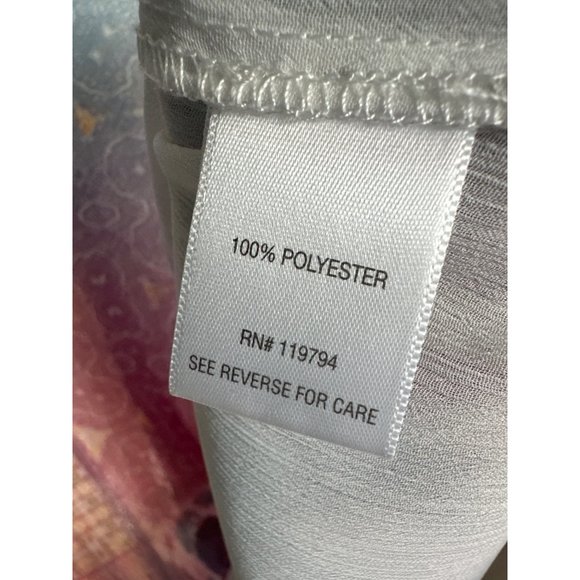 100% POLYESTER
RN# 119794
SEE REVERSE FOR CARE